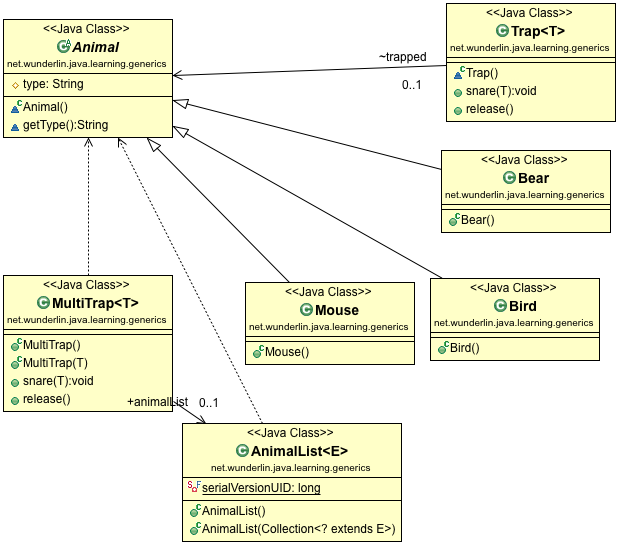 <<Java Class>>
Animal
net.wunderlin.java.learning.generics
type: String
Animal()
getType():String
<<Java Class>>
Trap<T>
net.wunderlin.java.learning.generics
Trap()
snare(T):void
release()
~trapped
0..1
<<Java Class>>
Bear
net.wunderlin.java.learning.generics
Bear()
<<Java Class>>
MultiTrap<T>
net.wunderlin.java.learning.generics
MultiTrap()
MultiTrap(T)
snare(T):void
release()
<<Java Class>>
Mouse
net.wunderlin.java.learning.generics
Mouse()
<<Java Class>>
Bird
net.wunderlin.java.learning.generics
Bird()
+animalList
0..1
<<Java Class>>
AnimalList<E>
net.wunderlin.java.learning.generics
serialVersionUID: long
AnimalList()
AnimalList(Collection<? extends E>)